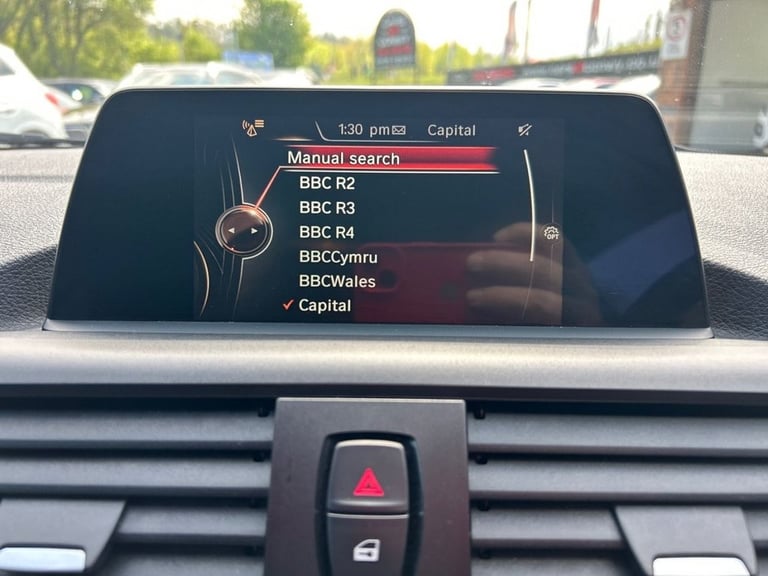 1:30 pm Capital
Manual search
BBC R2
BBC R3
BBC R4
OPT
BBCCymru
BBCWales
Capital